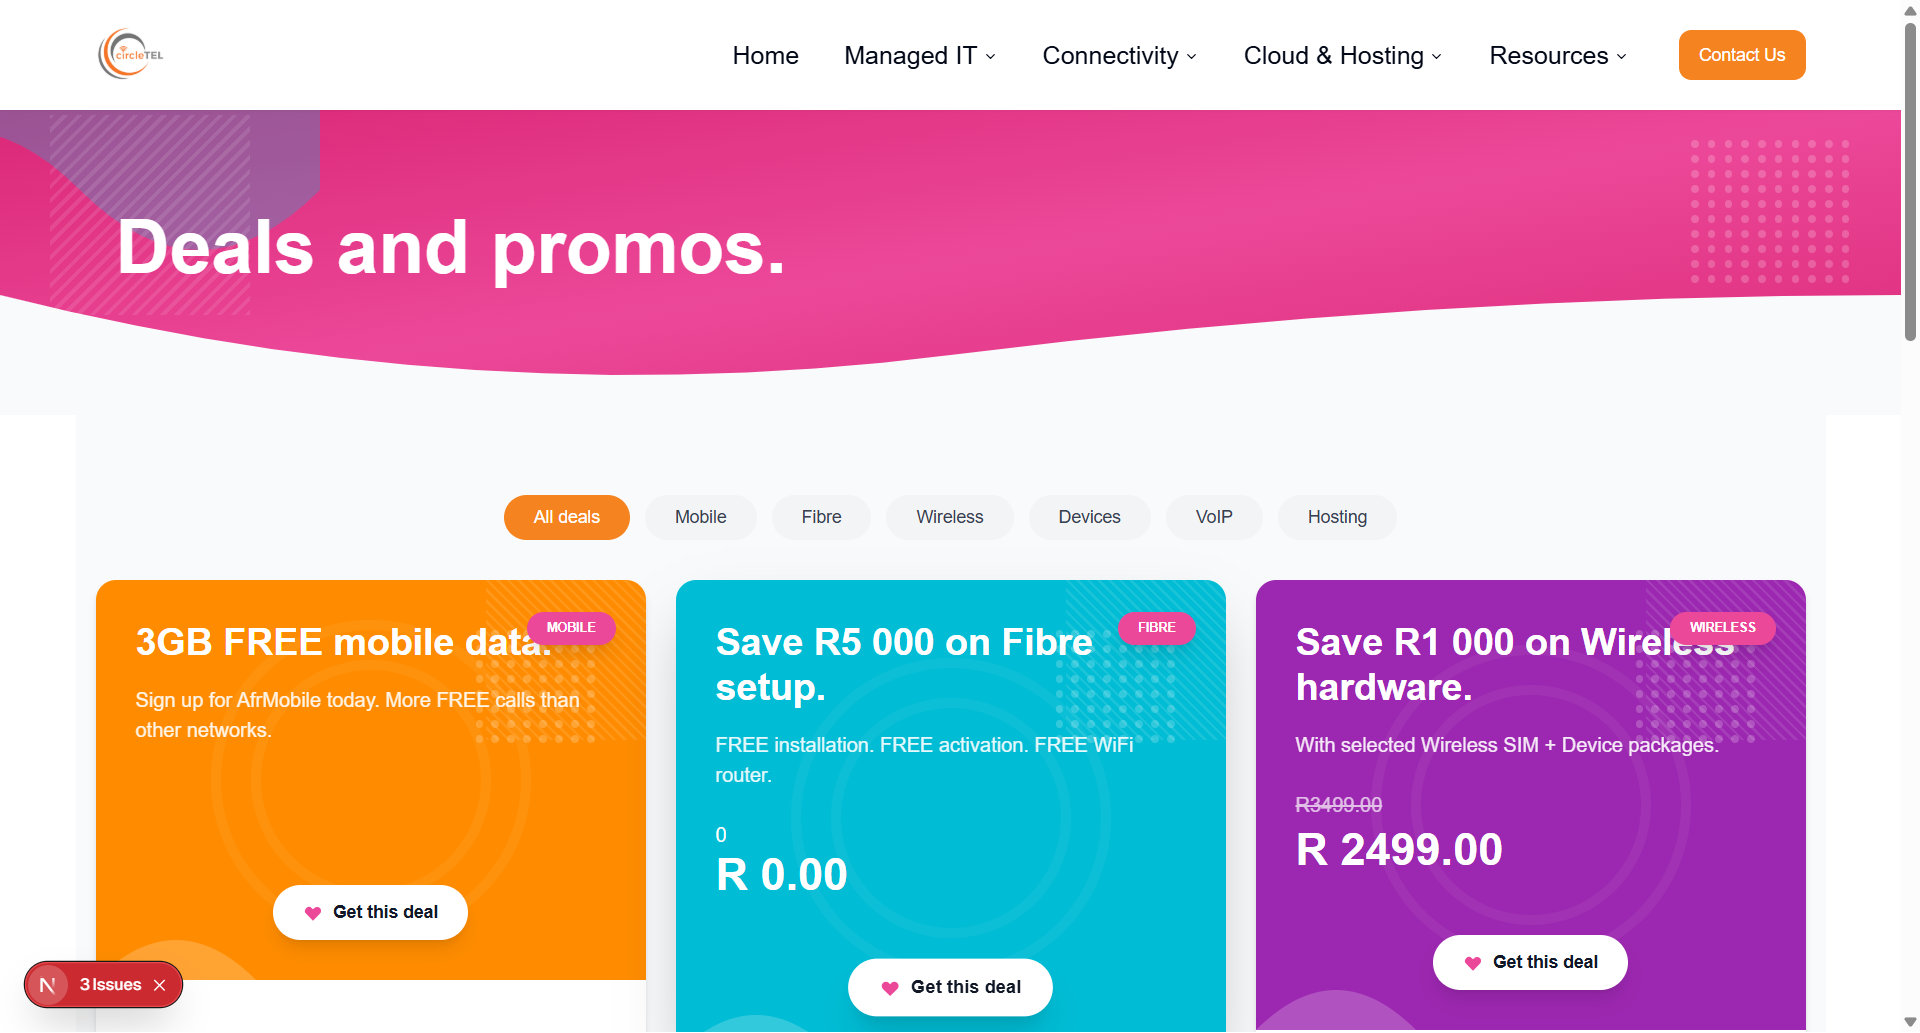 circleTEL
Home
Managed IT
Connectivity
Cloud & Hosting
Resources
Contact Us
Deals and promos.
All deals
Mobile
Fibre
Wireless
Devices
VoIP
Hosting
MOBILE
3GB FREE mobile data.
Sign up for AfrMobile today. More FREE calls than
other networks.
Get this deal
FIBRE
Save R5 000 on Fibre
setup.
FREE installation. FREE activation. FREE WiFi
router.
0
R 0.00
Get this deal
WIRELESS
Save R1 000 on Wireless
hardware.
With selected Wireless SIM + Device packages.
R3499.00
R 2499.00
Get this deal
N
3 Issues